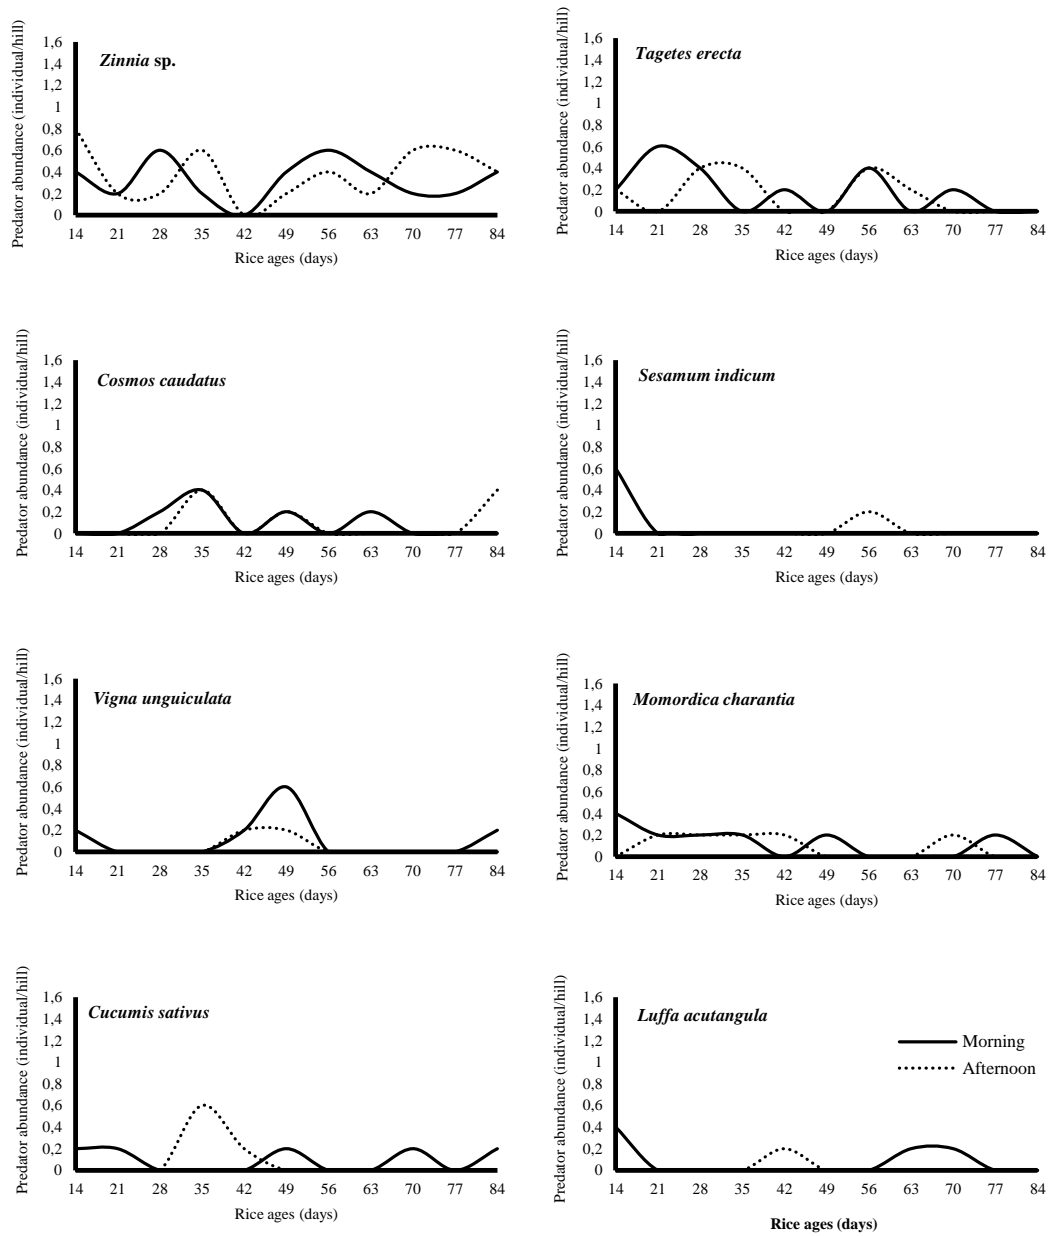 Predator abundance (individual/hill)
Zinnia sp.
1,6
1,4
1,2
1
0,8
0,6
0,4
0,2
0
14 21 28 35 42 49 56 63 70 77 84
Rice ages (days)
Predator abundance (individual/hill)
Tagetes erecta
1,6
1,4
1,2
1
0,8
0,6
0,4
0,2
0
14 21 28 35 42 49 56 63 70 77 84
Rice ages (days)
Predator abundance (individual/hill)
Cosmos caudatus
1,6
1,4
1,2
1
0,8
0,6
0,4
0,2
0
14 21 28 35 42 49 56 63 70 77 84
Rice ages (days)
Predator abundance (individual/hill)
Sesamum indicum
1,6
1,4
1,2
1
0,8
0,6
0,4
0,2
0
14 21 28 35 42 49 56 63 70 77 84
Rice ages (days)
Predator abundance (individual/hill)
Vigna unguiculata
1,6
1,4
1,2
1
0,8
0,6
0,4
0,2
0
14 21 28 35 42 49 56 63 70 77 84
Rice ages (days)
Predator abundance (individual/hill)
Momordica charantia
1,6
1,4
1,2
1
0,8
0,6
0,4
0,2
0
14 21 28 35 42 49 56 63 70 77 84
Rice ages (days)
Predator abundance (individual/hill)
Cucumis sativus
1,6
1,4
1,2
1
0,8
0,6
0,4
0,2
0
14 21 28 35 42 49 56 63 70 77 84
Rice ages (days)
Predator abundance (individual/hill)
Luffa acutangula
1,6
1,4
1,2
1
0,8
0,6
0,4
0,2
0
Morning
Afternoon
14 21 28 35 42 49 56 63 70 77 84
Rice ages (days)